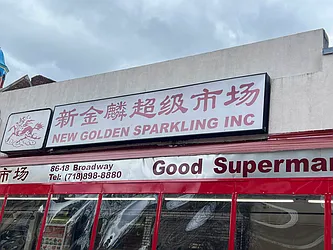 新金麟超级市场
NEW GOLDEN SPARKLING INC
市场
86-18 Broadway
Tel: (718)898-8880
Good Superma